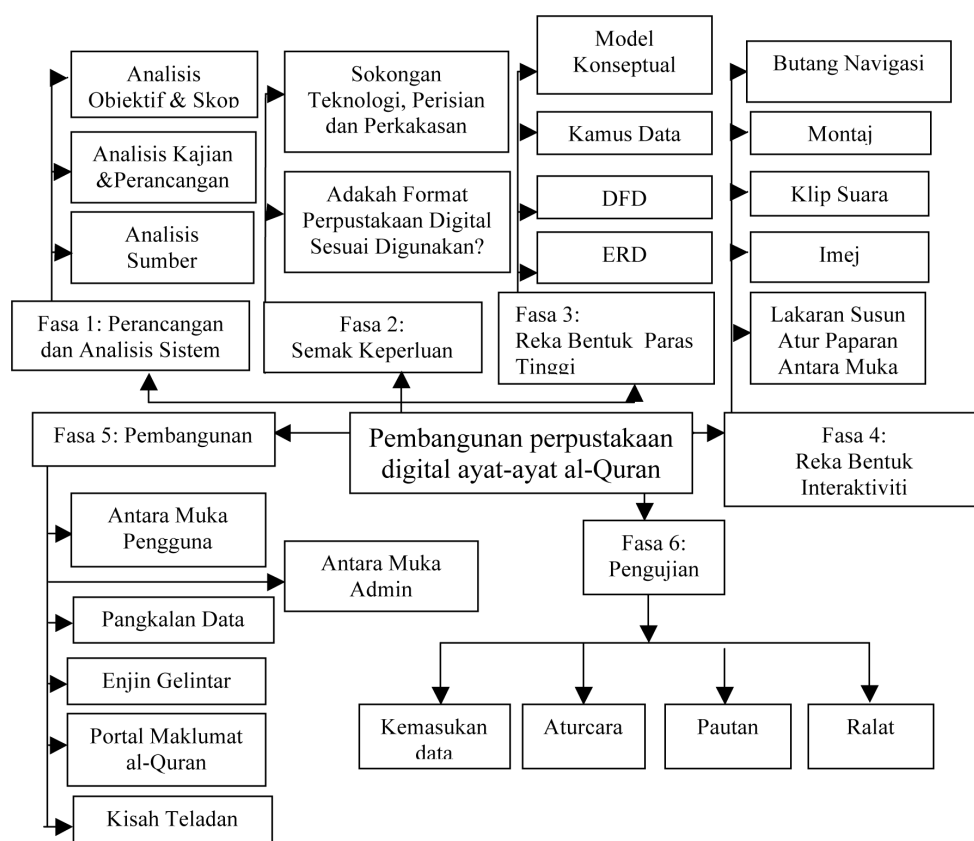 Analisis
Objektif & Skop
Analisis Kajian
&Perancangan
Analisis
Sumber
Fasa 1: Perancangan
dan Analisis Sistem
Sokongan
Teknologi, Perisian
dan Perkakasan
Adakah Format
Perpustakaan Digital
Sesuai Digunakan?
Fasa 2:
Semak Keperluan
Model
Konseptual
Kamus Data
DFD
ERD
Fasa 3:
Reka Bentuk Paras
Tinggi
Butang Navigasi
Montaj
Klip Suara
Imej
Lakaran Susun
Atur Paparan
Antara Muka
Fasa 4:
Reka Bentuk
Interaktiviti
Pembangunan perpustakaan
digital ayat-ayat al-Quran
Fasa 5: Pembangunan
Antara Muka
Pengguna
Antara Muka
Admin
Pangkalan Data
Enjin Gelintar
Portal Maklumat
al-Quran
Kisah Teladan
Fasa 6:
Pengujian
Kemasukan
data
Aturcara
Pautan
Ralat